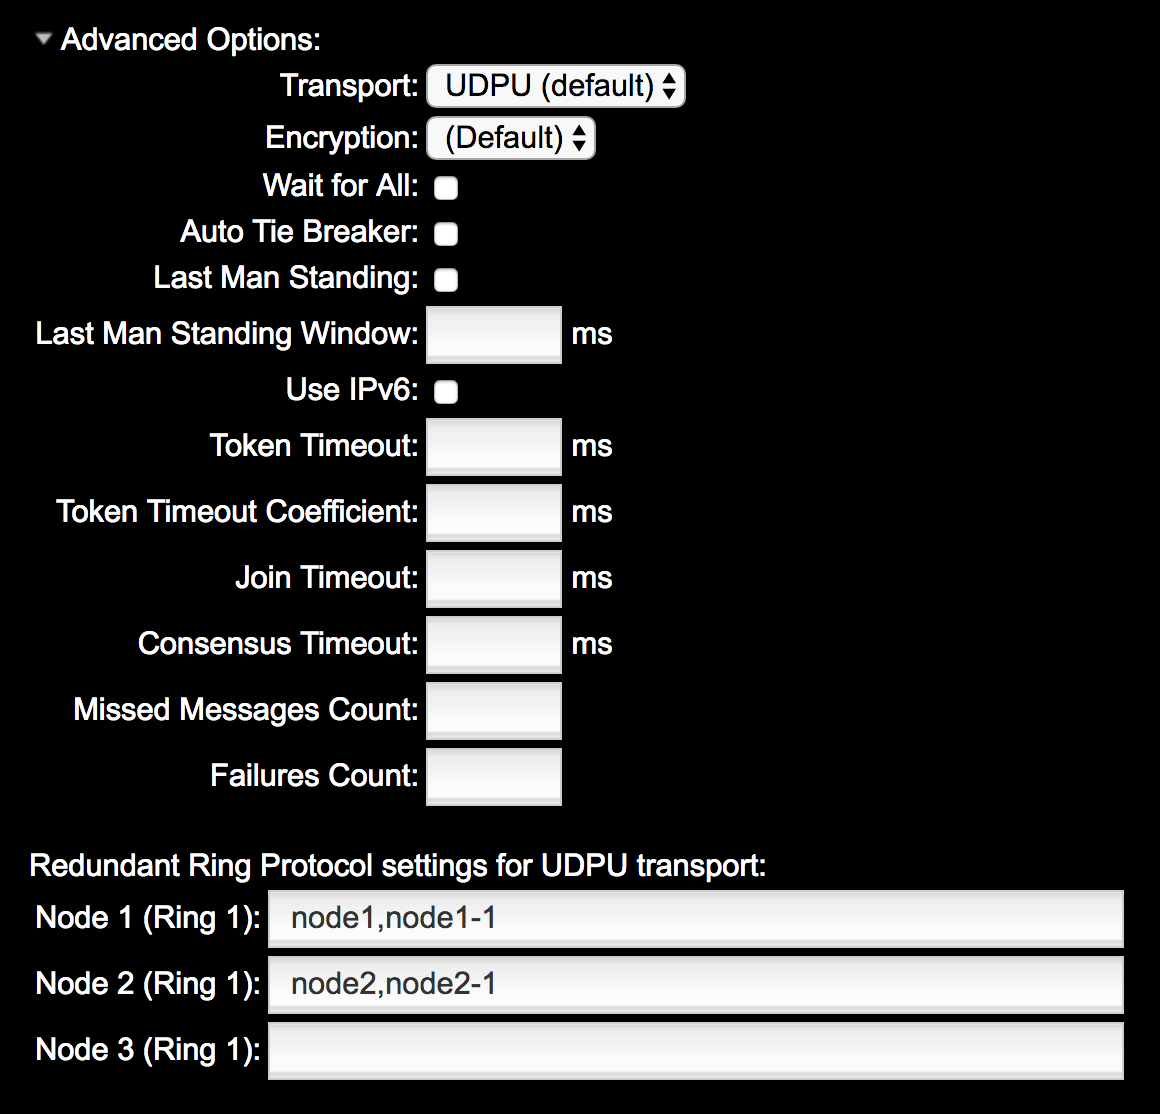 Advanced Options:
Transport: UDPU (default)
Encryption: (Default)
Wait for All:
Auto Tie Breaker:
Last Man Standing:
Last Man Standing Window: ms
Use IPv6:
Token Timeout: ms
Token Timeout Coefficient: ms
Join Timeout: ms
Consensus Timeout: ms
Missed Messages Count:
Failures Count:
Redundant Ring Protocol settings for UDPU transport:
Node 1 (Ring 1): node1,node1-1
Node 2 (Ring 1): node2,node2-1
Node 3 (Ring 1):